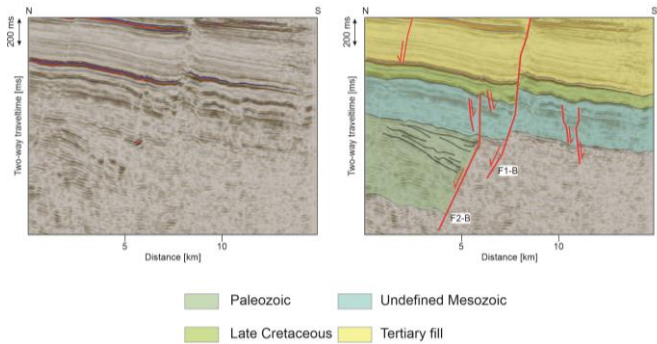 N
S
200 ms
Two-way traveltime [ms]
5
10
Distance [km]
N
S
200 ms
Two-way traveltime [ms]
F1-B
F2-B
5
10
Distance [km]
Paleozoic
Undefined Mesozoic
Late Cretaceous
Tertiary fill